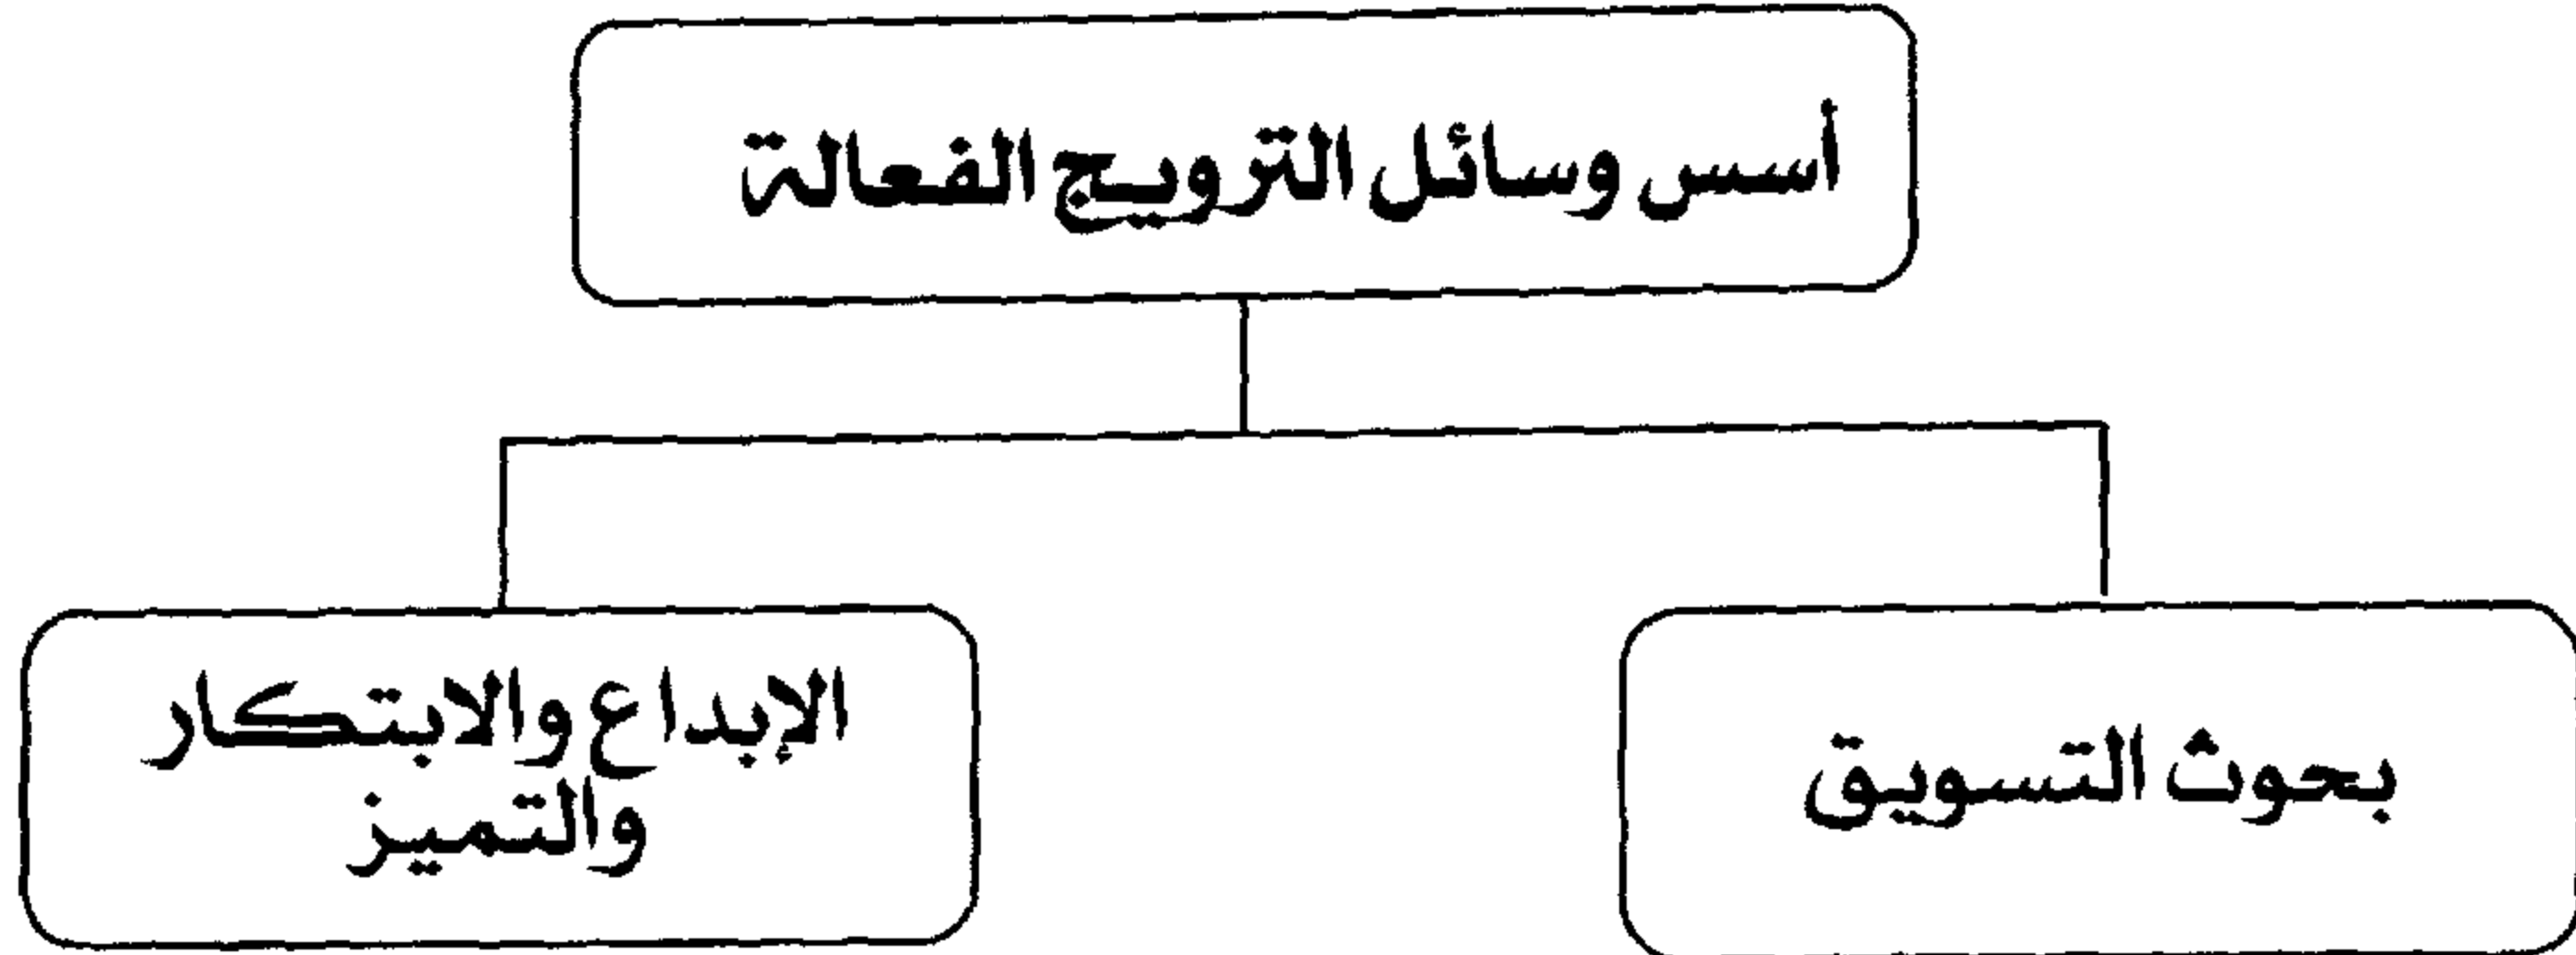 أسس وسائل الترويج الفعالة
بحوث التسويق
الإبداع والابتكار
والتميز